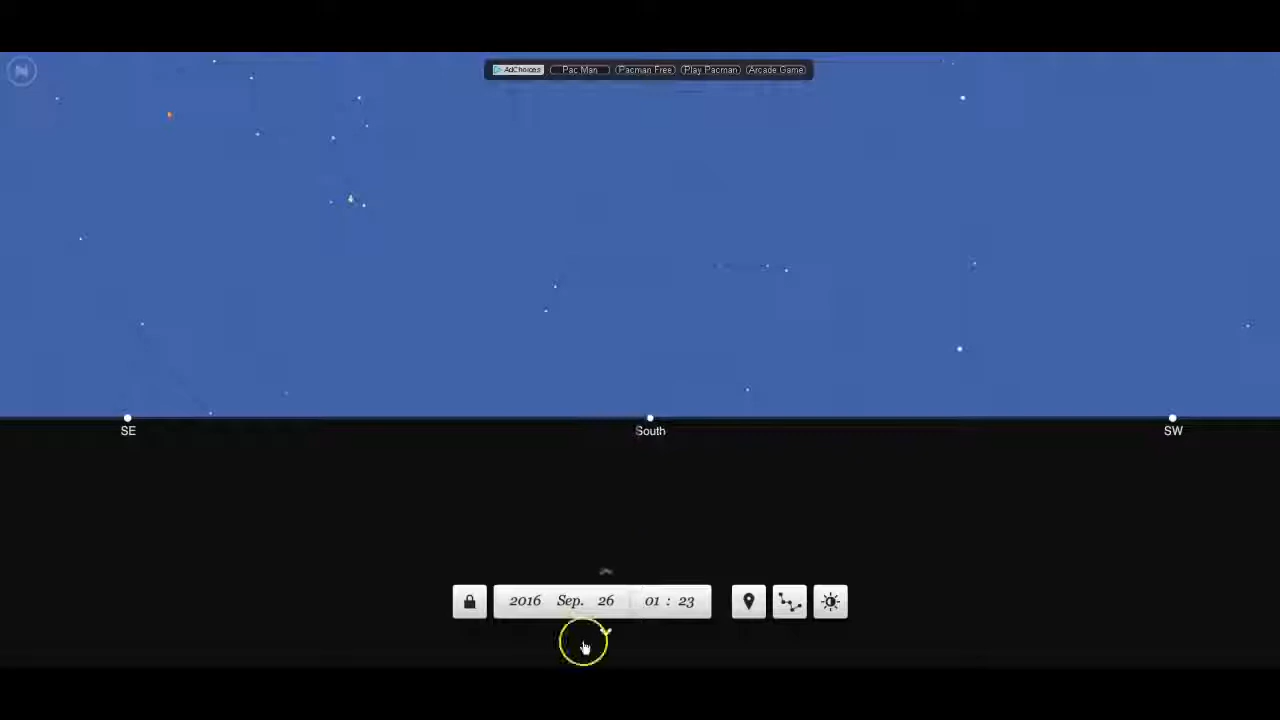 AdChoices Pac Man Pacman Free Play Pacman Arcade Game
SE South SW
2016 Sep. 26 01 : 23